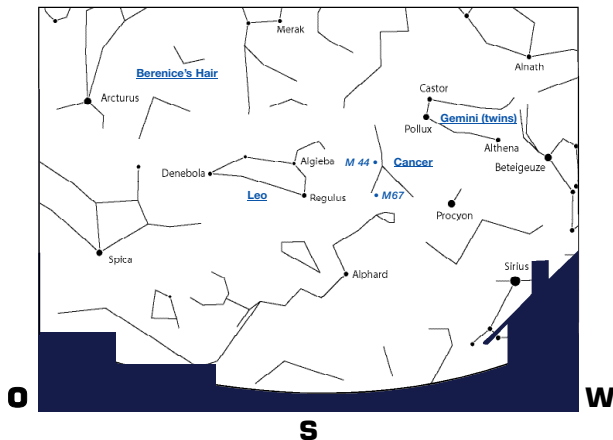 Merak
Alnath
Berenice's Hair
Castor
Arcturus
Gemini (twins)
Pollux
Althena
Algieba
M 44
Cancer
Beteigeuze
Denebola
Leo
Regulus
M67
Procyon
Spica
Sirius
Alphard
O
W
S